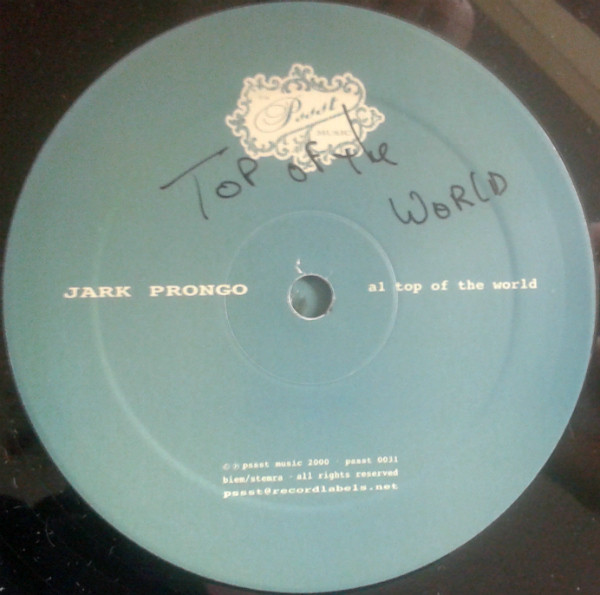 Pssst
MUSIC
TOP OF the
WORLD
JARK PRONGO
a1 top of the world
© ℗ pssst music 2000 pssst 0031
biem/stemra · all rights reserved
pssst@recordlabels.net